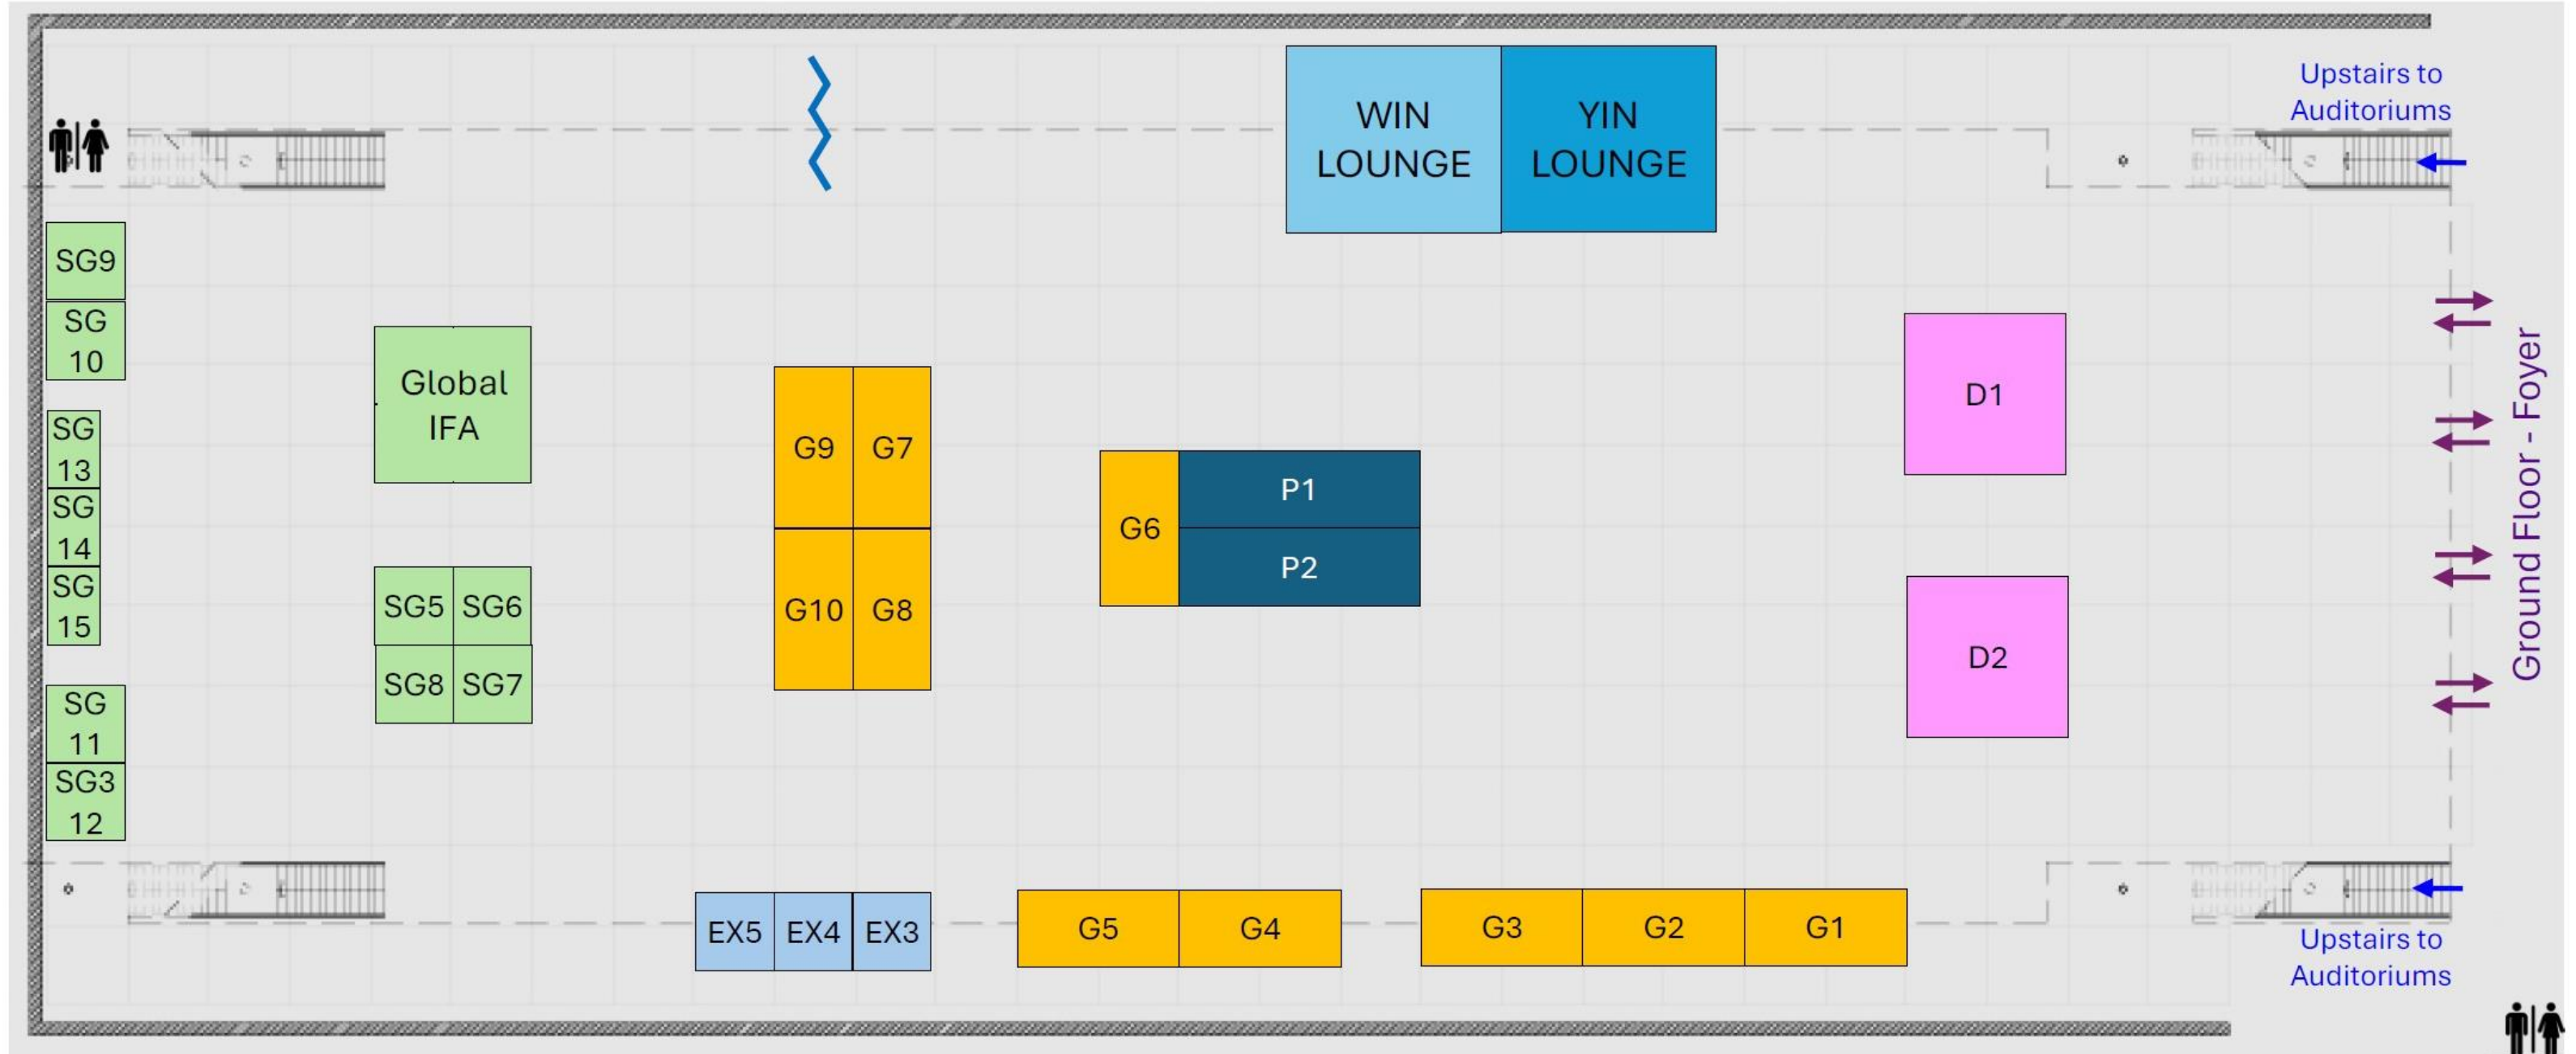 Upstairs to
Auditoriums
WIN
LOUNGE
YIN
LOUNGE
SG9
SG
10
SG
13
SG
14
SG
15
SG
11
SG3
12
Global
IFA
SG5
SG6
SG8
SG7
G9
G7
G10
G8
G6
P1
P2
D1
D2
Ground Floor - Foyer
EX5
EX4
EX3
G5
G4
G3
G2
G1
Upstairs to
Auditoriums